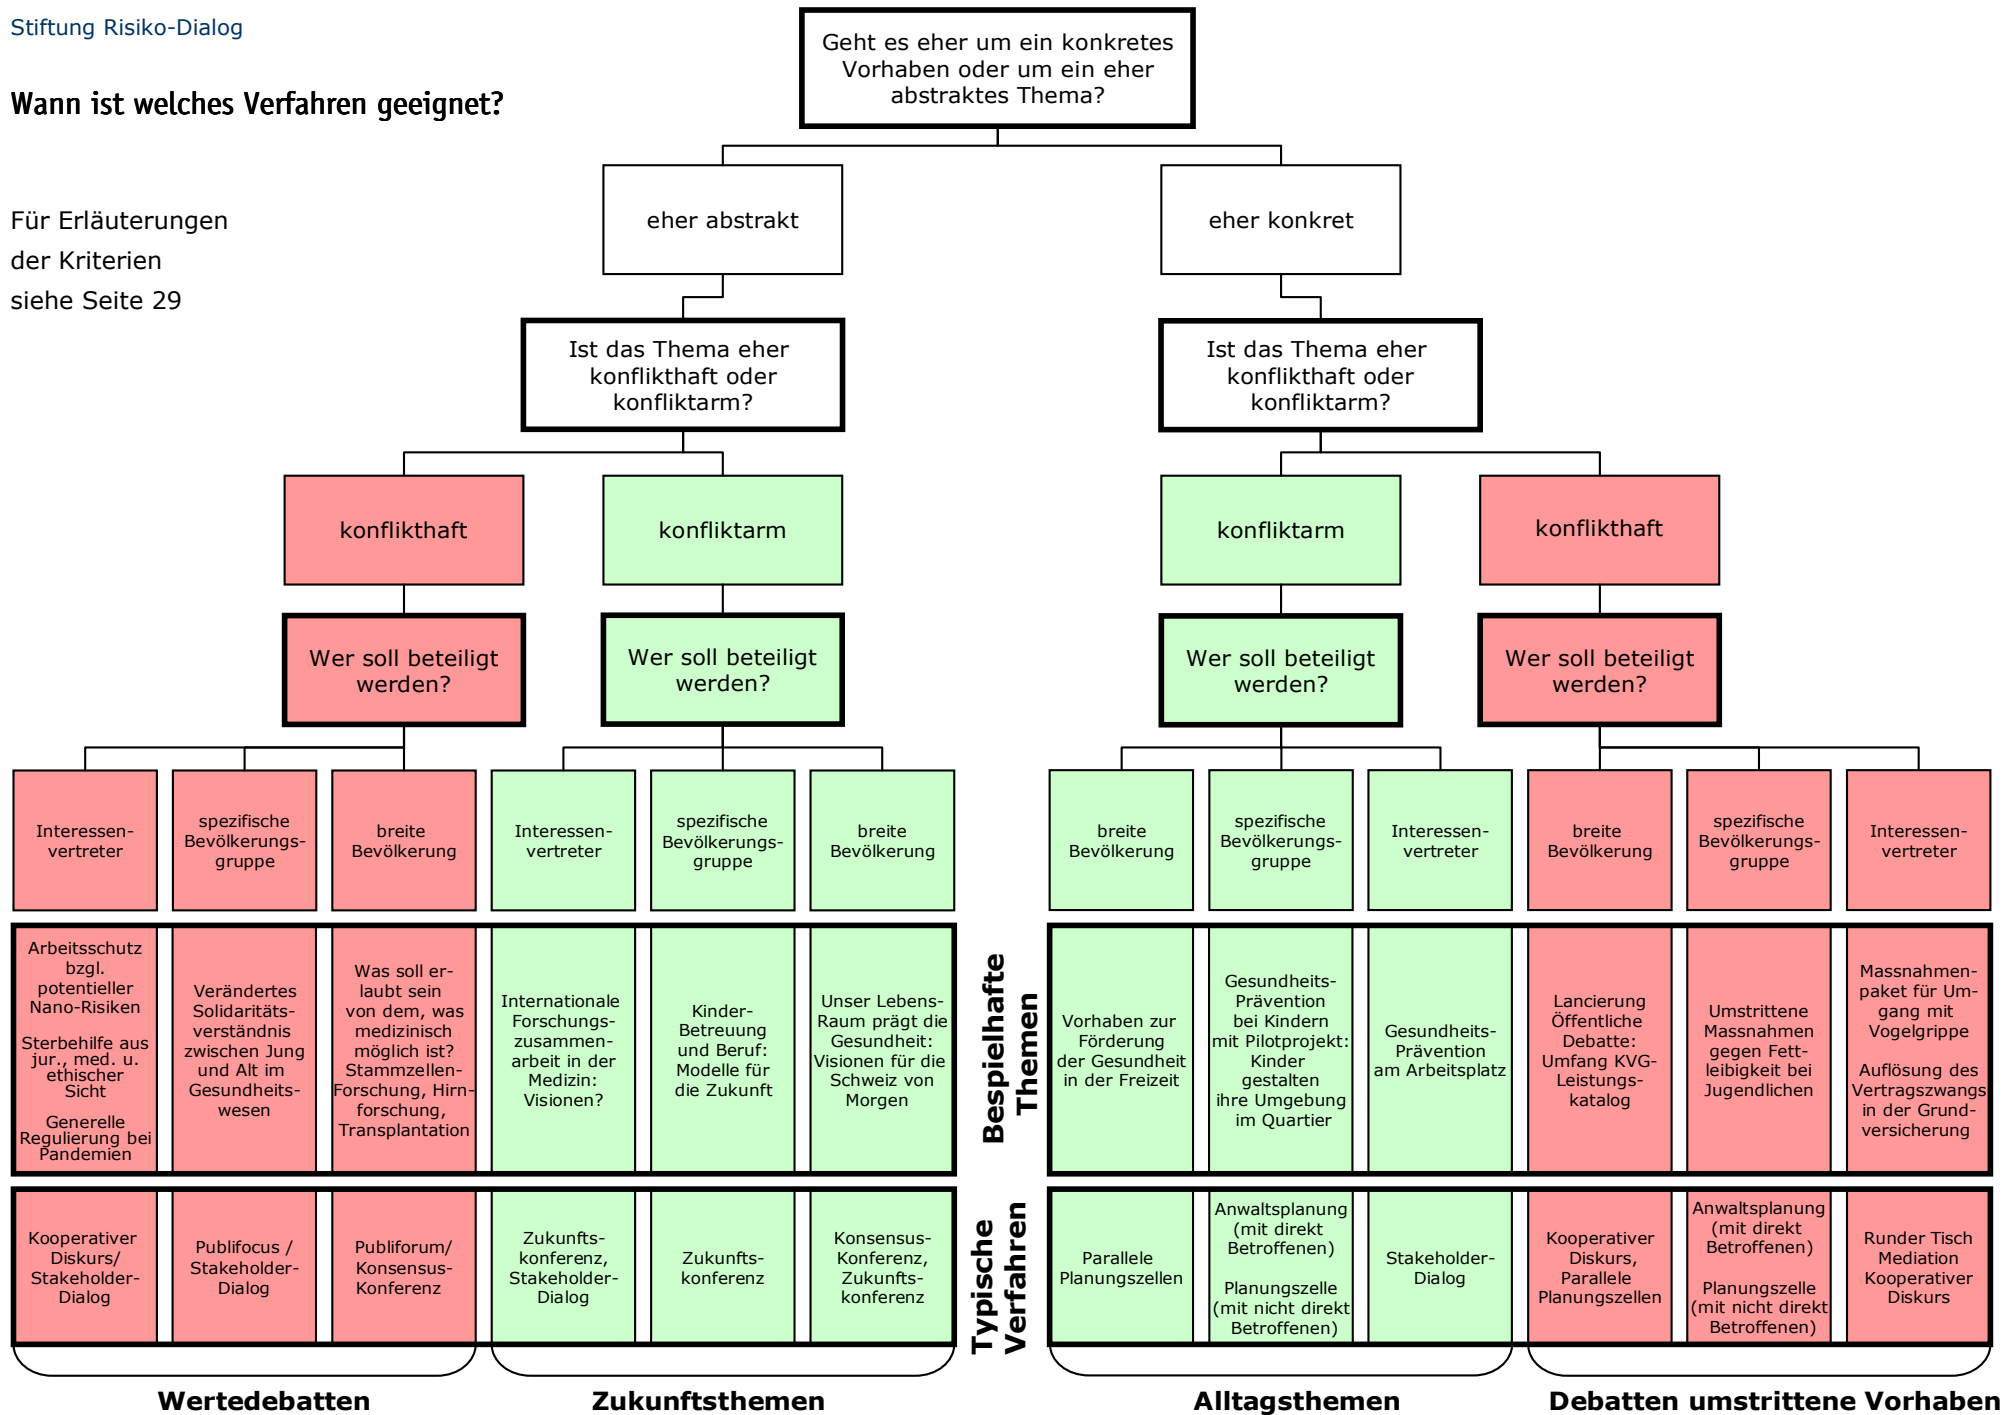 Stiftung Risiko-Dialog
Wann ist welches Verfahren geeignet?
Für Erläuterungen
der Kriterien
siehe Seite 29
Geht es eher um ein konkretes
Vorhaben oder um ein eher
abstraktes Thema?
eher abstrakt
eher konkret
Ist das Thema eher
konflikthaft oder
konfliktarm?
Ist das Thema eher
konflikthaft oder
konfliktarm?
konflikthaft
konfliktarm
konfliktarm
konflikthaft
Wer soll beteiligt
werden?
Wer soll beteiligt
werden?
Wer soll beteiligt
werden?
Wer soll beteiligt
werden?
Interessen-
vertreter
spezifische
Bevölkerungs-
gruppe
breite
Bevölkerung
Interessen-
vertreter
spezifische
Bevölkerungs-
gruppe
breite
Bevölkerung
breite
Bevölkerung
spezifische
Bevölkerungs-
gruppe
Interessen-
vertreter
breite
Bevölkerung
spezifische
Bevölkerungs-
gruppe
Interessen-
vertreter
Arbeitsschutz
bzgl.
potentieller
Nano-Risiken
Sterbehilfe aus
jur., med. u.
ethischer
Sicht
Generelle
Regulierung bei
Pandemien
Verändertes
Solidaritäts-
verständnis
zwischen Jung
und Alt im
Gesundheits-
wesen
Was soll er-
laubt sein
von dem, was
medizinisch
möglich ist?
Stammzellen-
Forschung, Hirn-
forschung,
Transplantation
Internationale
Forschungs-
zusammen-
arbeit in der
Medizin:
Visionen?
Kinder-
Betreuung
und Beruf:
Modelle für
die Zukunft
Unser Lebens-
Raum prägt die
Gesundheit:
Visionen für die
Schweiz von
Morgen
Bespielhafte
Themen
Vorhaben zur
Förderung
der Gesundheit
in der Freizeit
Gesundheits-
Prävention
bei Kindern
mit Pilotprojekt:
Kinder
gestalten
ihre Umgebung
im Quartier
Gesundheits-
Prävention
am Arbeitsplatz
Lancierung
Öffentliche
Debatte:
Umfang KVG-
Leistungs-
katalog
Umstrittene
Massnahmen
gegen Fett-
leibigkeit bei
Jugendlichen
Massnahmen-
paket für Um-
gang mit
Vogelgrippe
Auflösung des
Vertragszwangs
in der Grund-
versicherung
Kooperativer
Diskurs/
Stakeholder-
Dialog
Publifocus /
Stakeholder-
Dialog
Publiforum/
Konsensus-
Konferenz
Zukunfts-
konferenz,
Stakeholder-
Dialog
Zukunfts-
konferenz
Konsensus-
Konferenz,
Zukunfts-
konferenz
Typische
Verfahren
Parallele
Planungszellen
Anwaltsplanung
(mit direkt
Betroffenen)
Planungszelle
(mit nicht direkt
Betroffenen)
Stakeholder-
Dialog
Kooperativer
Diskurs,
Parallele
Planungszellen
Anwaltsplanung
(mit direkt
Betroffenen)
Planungszelle
(mit nicht direkt
Betroffenen)
Runder Tisch
Mediation
Kooperativer
Diskurs
Wertedebatten
Zukunftsthemen
Alltagsthemen
Debatten umstrittene Vorhaben